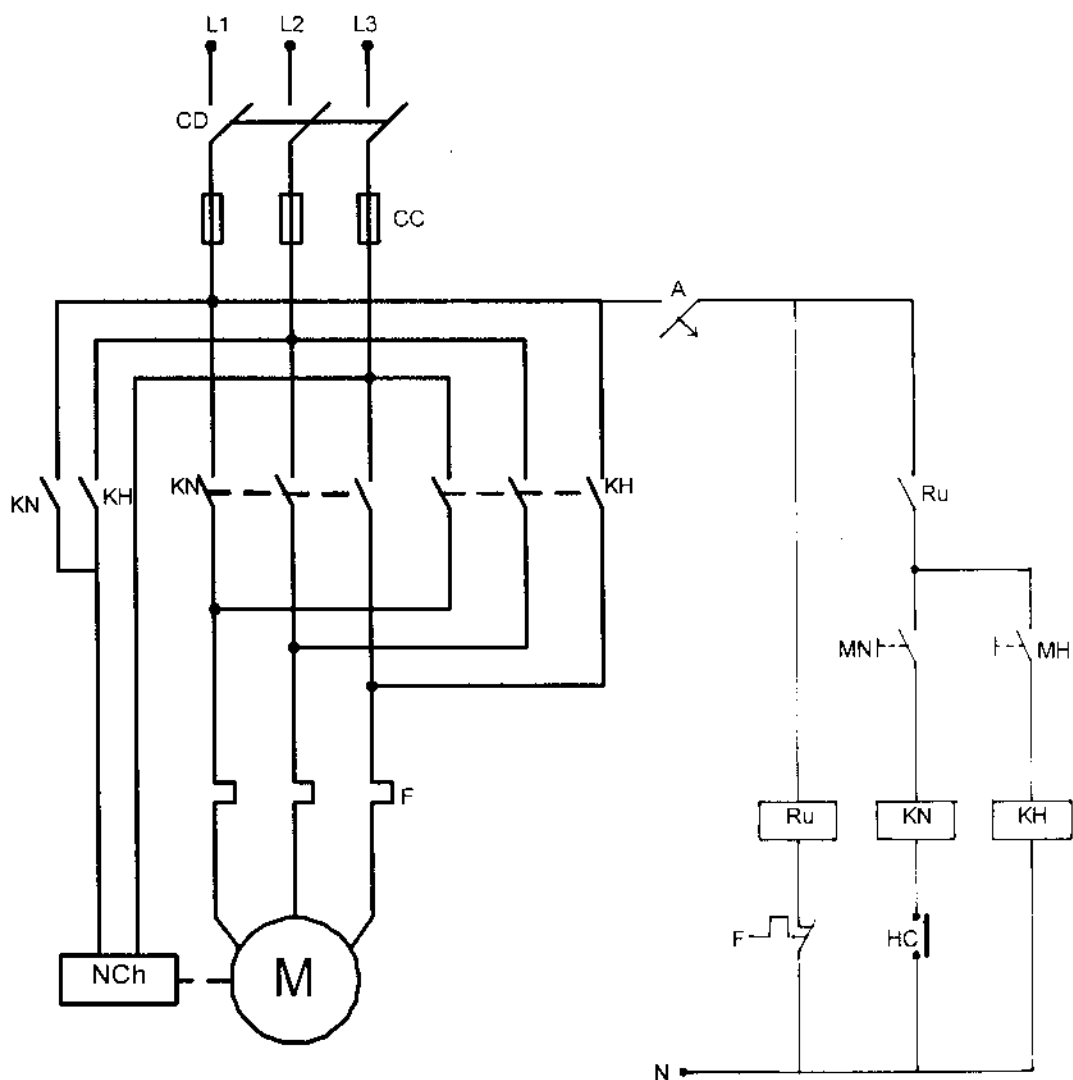 L1 L2 L3
CD
CC
A
KN KH KN KH
Ru
MN MH
F
Ru KN KH
F HC
NCh M
N